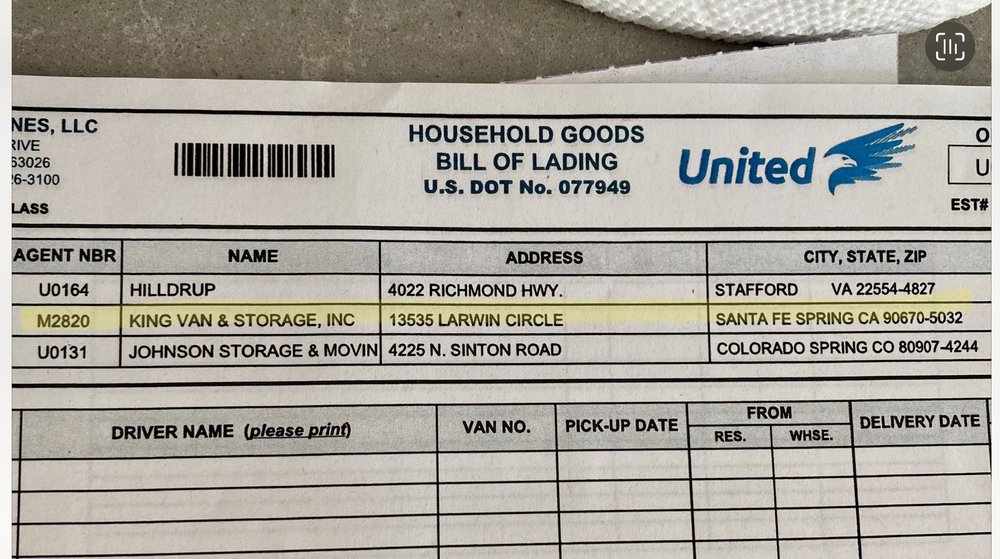 NES, LLC
RIVE
63026
26-3100
LASS
HOUSEHOLD GOODS
BILL OF LADING
U.S. DOT No. 077949
United
O
U
EST#
AGENT NBR NAME ADDRESS CITY, STATE, ZIP
U0164 HILLDRUP 4022 RICHMOND HWY. STAFFORD VA 22554-4827
M2820 KING VAN & STORAGE, INC 13535 LARWIN CIRCLE SANTA FE SPRING CA 90670-5032
U0131 JOHNSON STORAGE & MOVIN 4225 N. SINTON ROAD COLORADO SPRING CO 80907-4244
DRIVER NAME (please print) VAN NO. PICK-UP DATE FROM DELIVERY DATE
RES. WHSE.